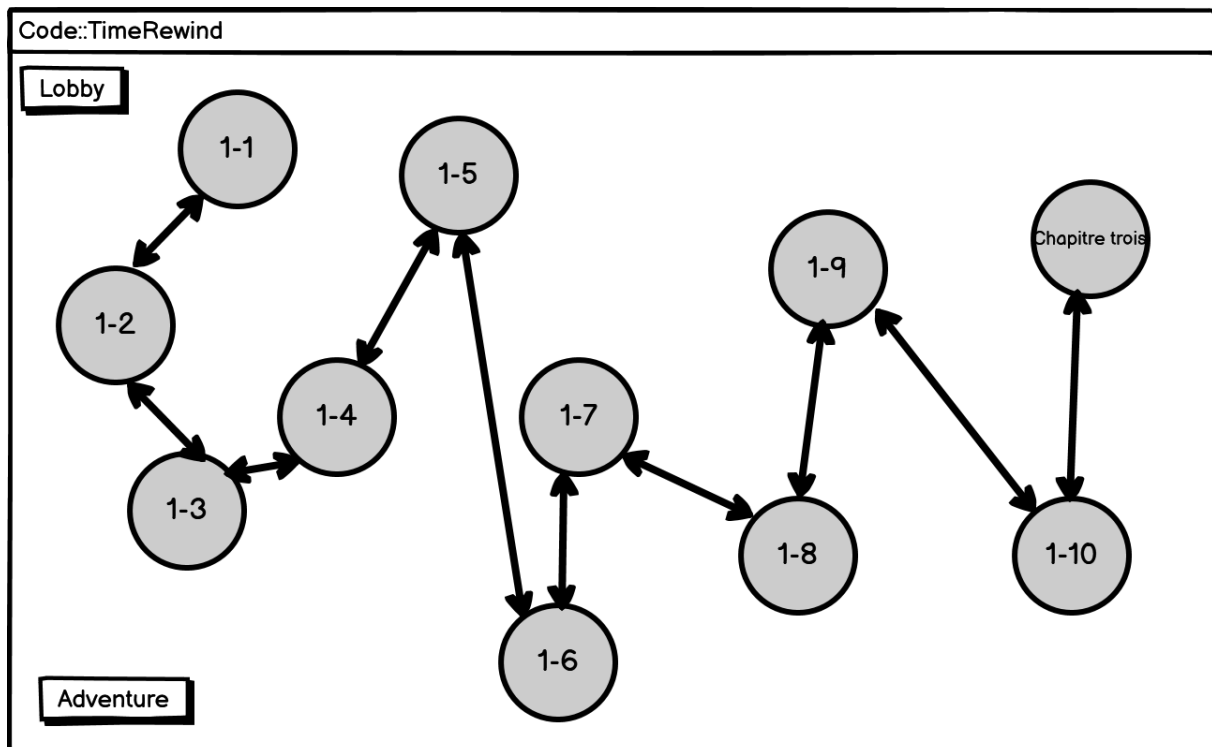 Code::TimeRewind
Lobby
1-1
1-5
1-9
Chapitre trois
1-2
1-4
1-7
1-3
1-8
1-10
1-6
Adventure